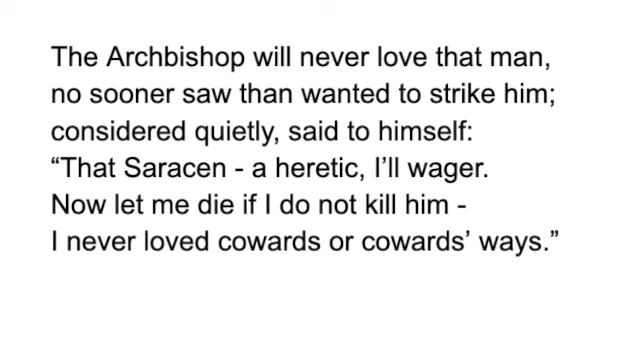 The Archbishop will never love that man,
no sooner saw than wanted to strike him;
considered quietly, said to himself:
“That Saracen - a heretic, I’ll wager.
Now let me die if I do not kill him -
I never loved cowards or cowards’ ways.”